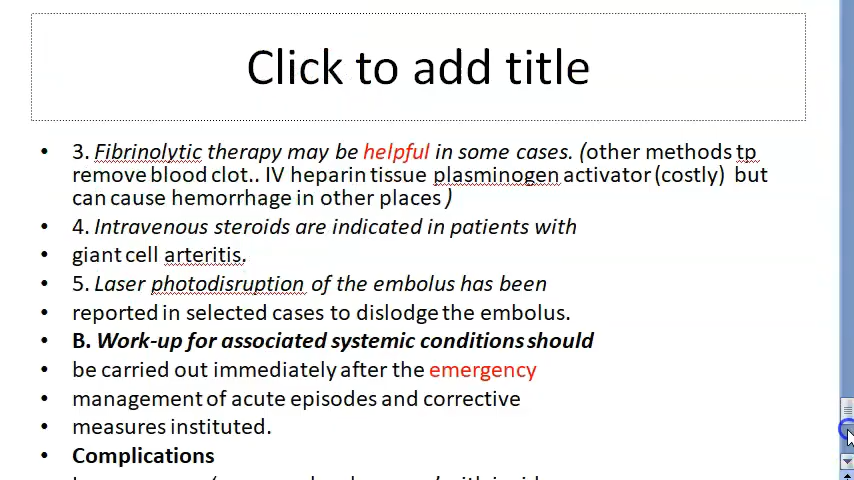 Click to add title
• 3. Fibrinolytic therapy may be helpful in some cases. (other methods tp
remove blood clot.. IV heparin tissue plasminogen activator (costly) but
can cause hemorrhage in other places )
• 4. Intravenous steroids are indicated in patients with
• giant cell arteritis.
• 5. Laser photodisruption of the embolus has been
• reported in selected cases to dislodge the embolus.
• B. Work-up for associated systemic conditions should
• be carried out immediately after the emergency
• management of acute episodes and corrective
• measures instituted.
• Complications